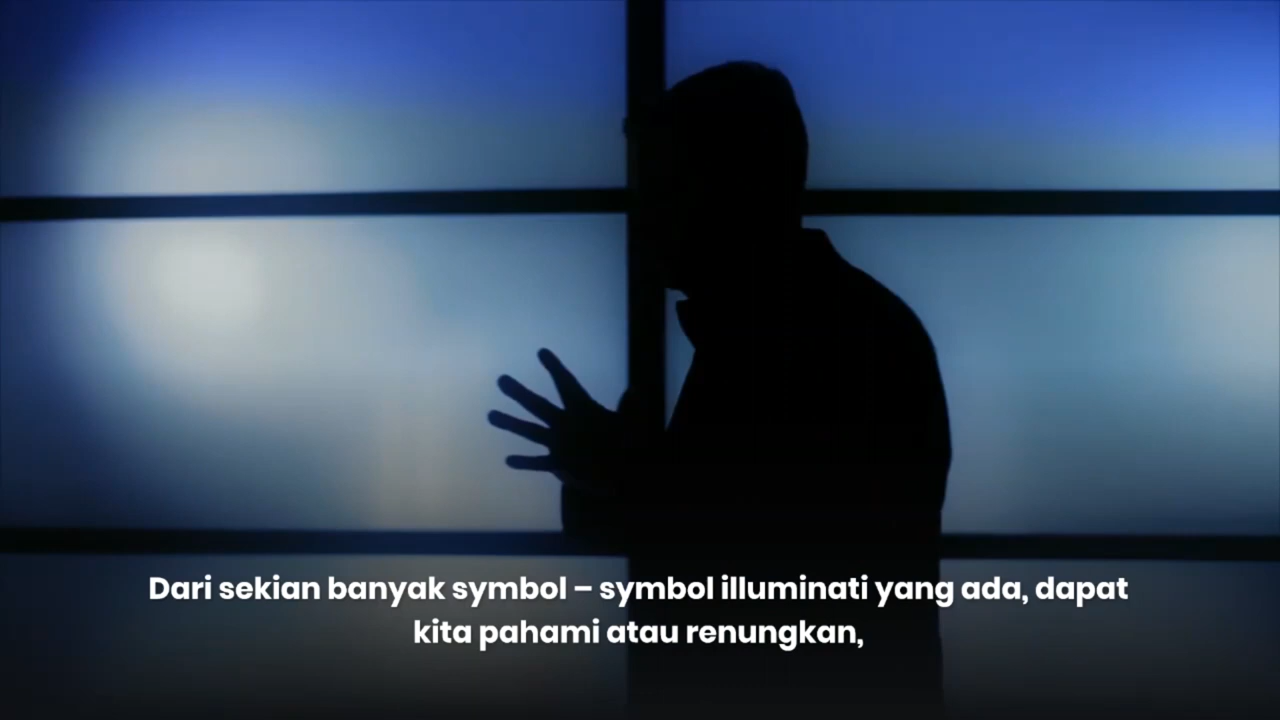 Dari sekian banyak symbol – symbol illuminati yang ada, dapat
kita pahami atau renungkan,